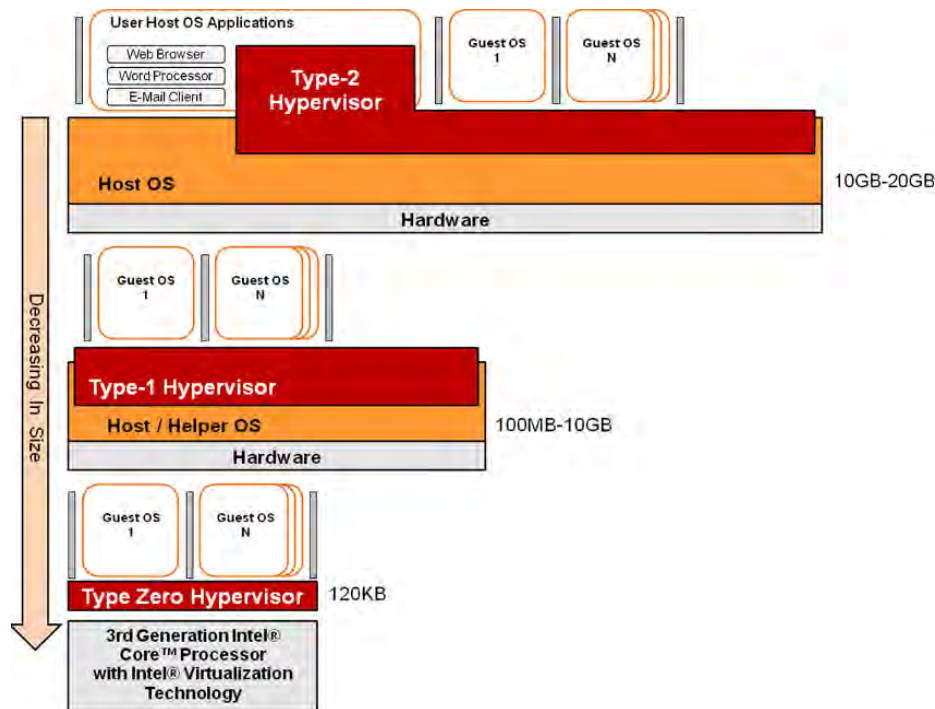 User Host OS Applications
Web Browser
Word Processor
E-Mail Client
Type-2
Hypervisor
Guest OS
1
Guest OS
N
Host OS
10GB-20GB
Hardware
Guest OS
1
Guest OS
N
Type-1 Hypervisor
Host / Helper OS
100MB-10GB
Hardware
Guest OS
1
Guest OS
N
Type Zero Hypervisor
120KB
3rd Generation Intel®
Core™ Processor
with Intel® Virtualization
Technology
Decreasing In Size